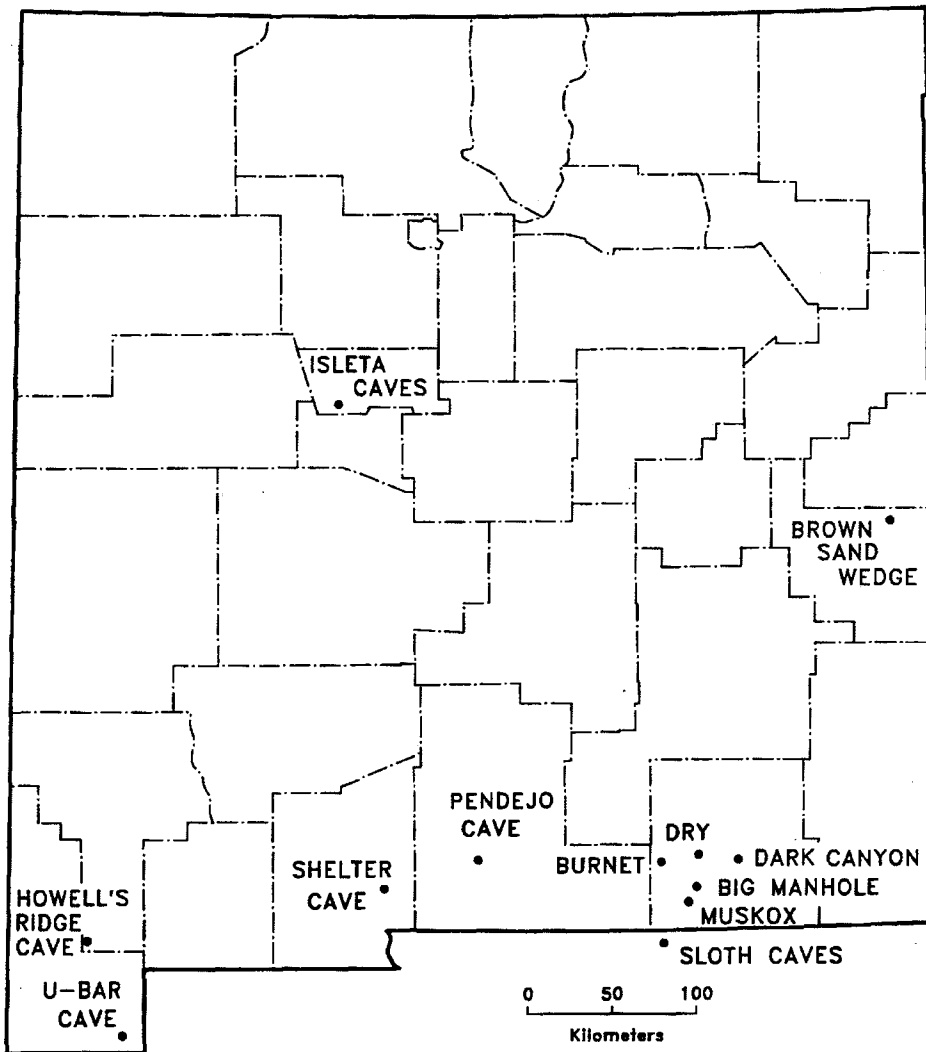 ISLETA
CAVES
BROWN
SAND
WEDGE
PENDEJO
CAVE
DRY
BURNET
DARK CANYON
SHELTER
CAVE
BIG MANHOLE
MUSKOX
HOWELL'S
RIDGE
CAVE
SLOTH CAVES
U-BAR
CAVE
0 50 100
Kilometers